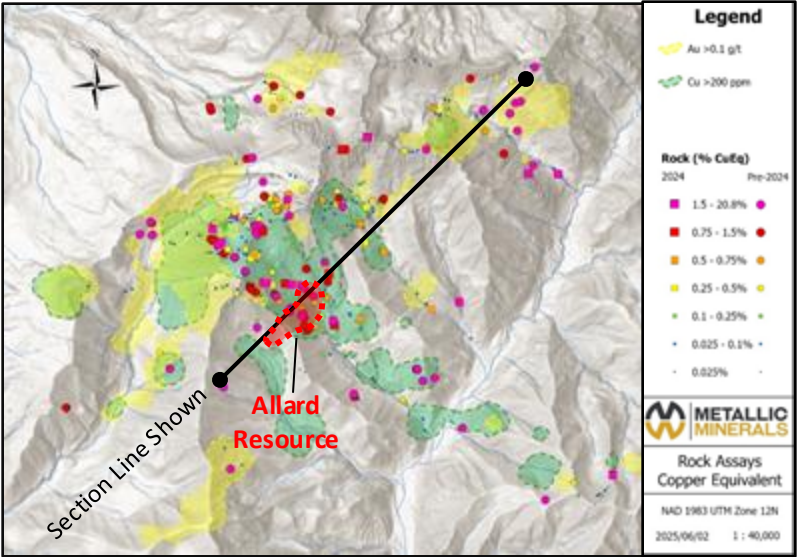 Legend
Au >0.1 g/t
Cu >200 ppm
Rock (% CuEq)
2024 Pre-2024
1.5 - 20.8%
0.75 - 1.5%
0.5 - 0.75%
0.25 - 0.5%
0.1 - 0.25%
0.025 - 0.1%
0.025%
Allard
Resource
Section Line Shown
METALLIC
MINERALS
Rock Assays
Copper Equivalent
NAD 1983 UTM Zone 12N
2025/06/02 1 : 40,000